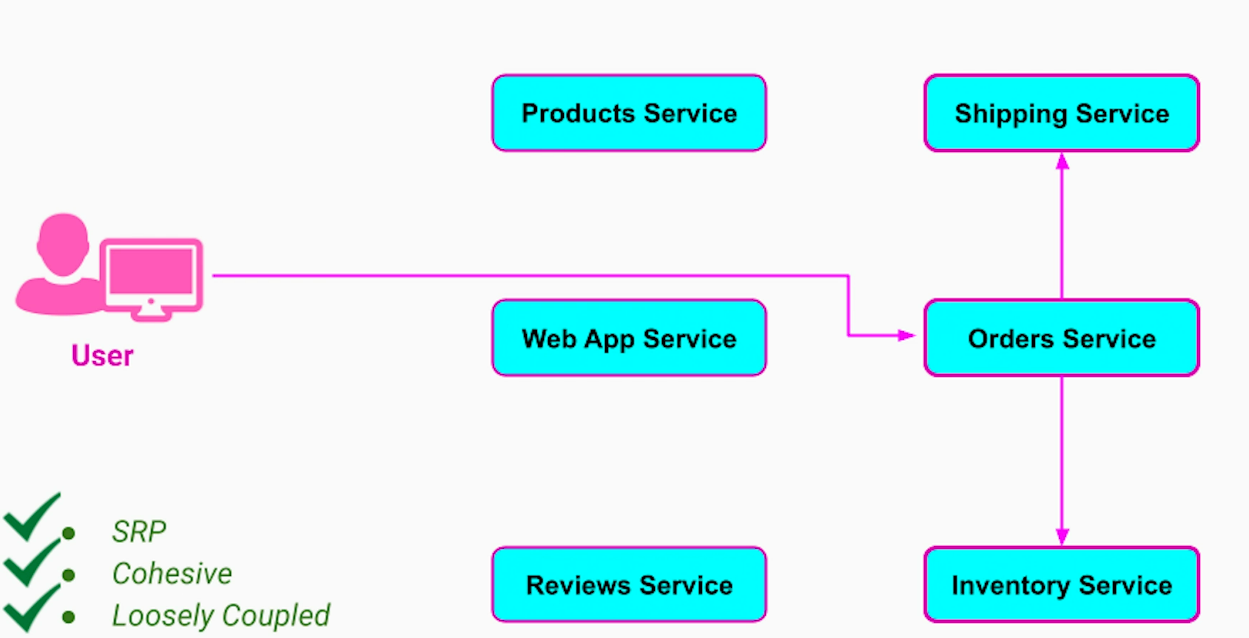 Products Service
Shipping Service
User
Web App Service
Orders Service
SRP
Cohesive
Loosely Coupled
Reviews Service
Inventory Service